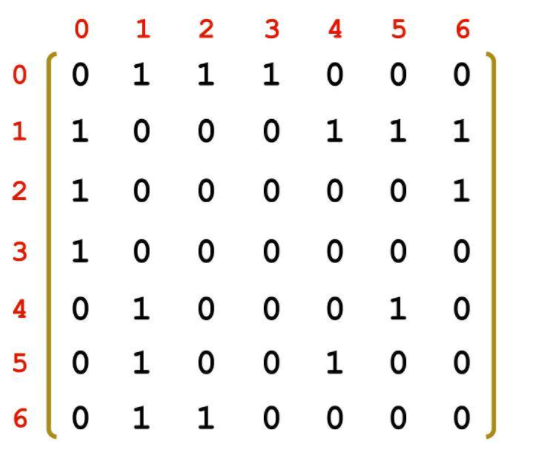 0 1 2 3 4 5 6
0 0 1 1 1 0 0 0
1 1 0 0 0 1 1 1
2 1 0 0 0 0 0 1
3 1 0 0 0 0 0 0
4 0 1 0 0 0 1 0
5 0 1 0 0 1 0 0
6 0 1 1 0 0 0 0